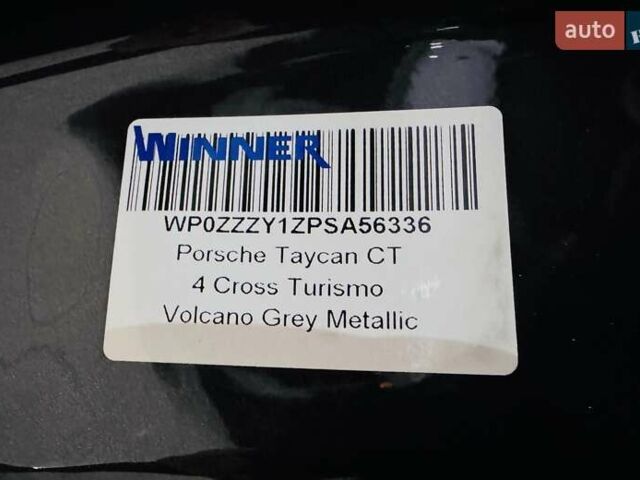 auto
WINNER
WP0ZZZY1ZPSA56336
Porsche Taycan CT
4 Cross Turismo
Volcano Grey Metallic